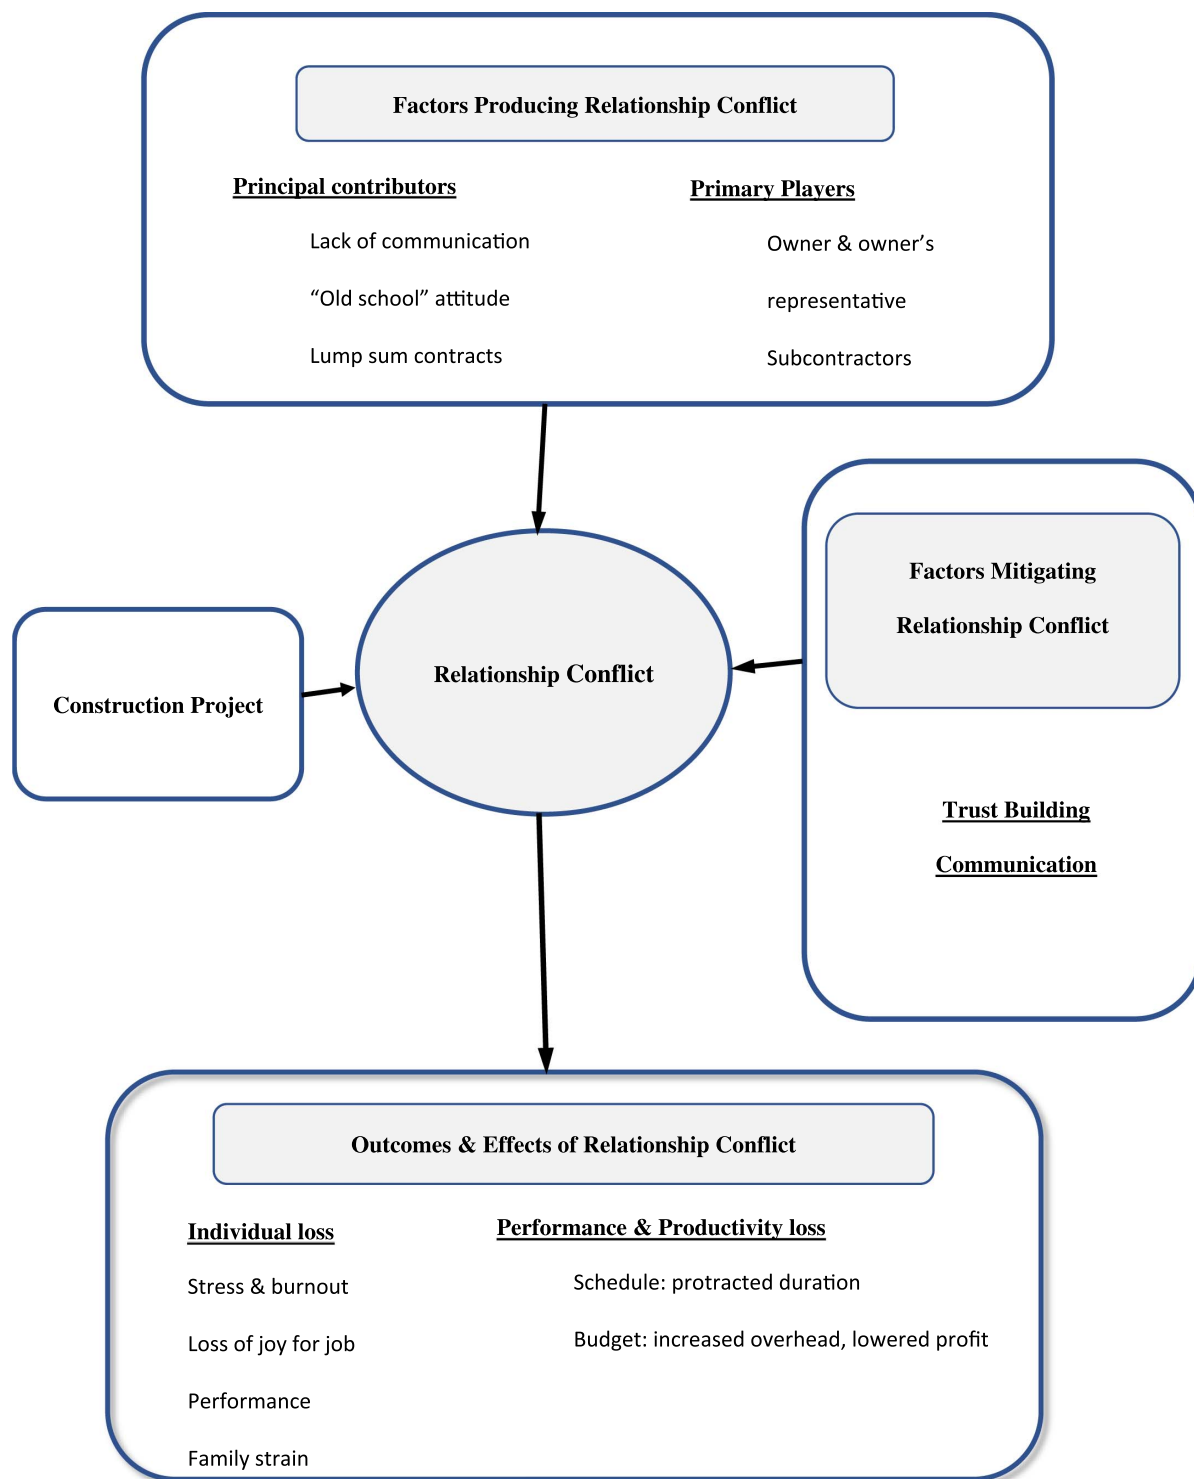 Factors Producing Relationship Conflict
Principal contributors
Lack of communication
“Old school” attitude
Lump sum contracts
Primary Players
Owner & owner’s
representative
Subcontractors
Factors Mitigating
Relationship Conflict
Trust Building
Communication
Construction Project
Relationship Conflict
Outcomes & Effects of Relationship Conflict
Individual loss
Stress & burnout
Loss of joy for job
Performance
Family strain
Performance & Productivity loss
Schedule: protracted duration
Budget: increased overhead, lowered profit